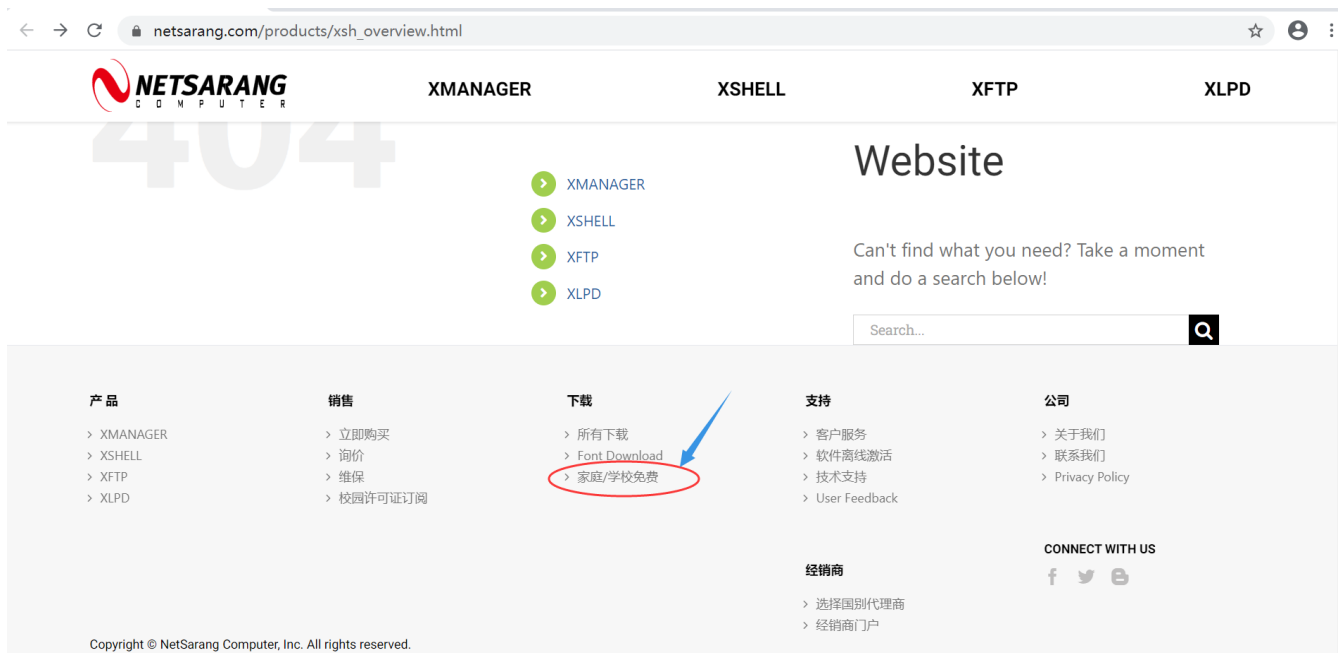 netsarang.com/products/xsh_overview.html
NETSARANG
COMPUTER
XMANAGER
XSHELL
XFTP
XLPD
404
XMANAGER
XSHELL
XFTP
XLPD
Website
Can't find what you need? Take a moment
and do a search below!
Search...
产品
XMANAGER
XSHELL
XFTP
XLPD
销售
立即购买
询价
维保
校园许可证订阅
下载
所有下载
Font Download
家庭/学校免费
支持
客户服务
软件离线激活
技术支持
User Feedback
经销商
选择国别代理商
经销商门户
公司
关于我们
联系我们
Privacy Policy
CONNECT WITH US
Copyright © NetSarang Computer, Inc. All rights reserved.